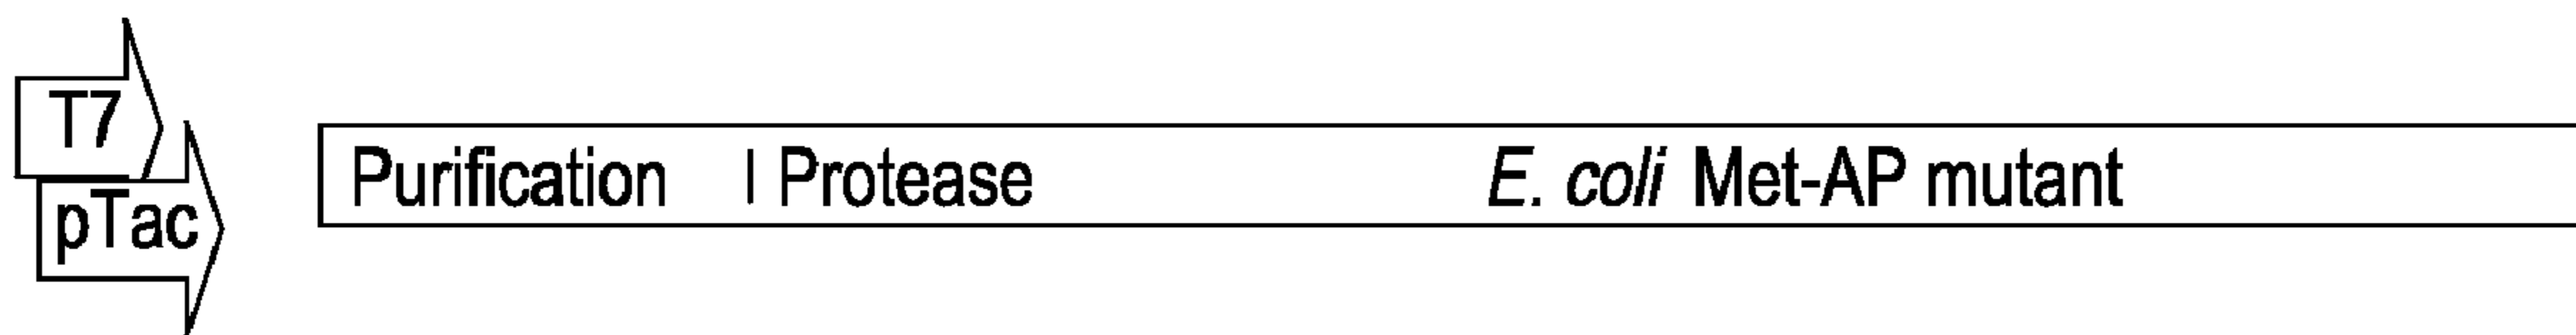 T7
pTac
Purification | Protease E. coli Met-AP mutant